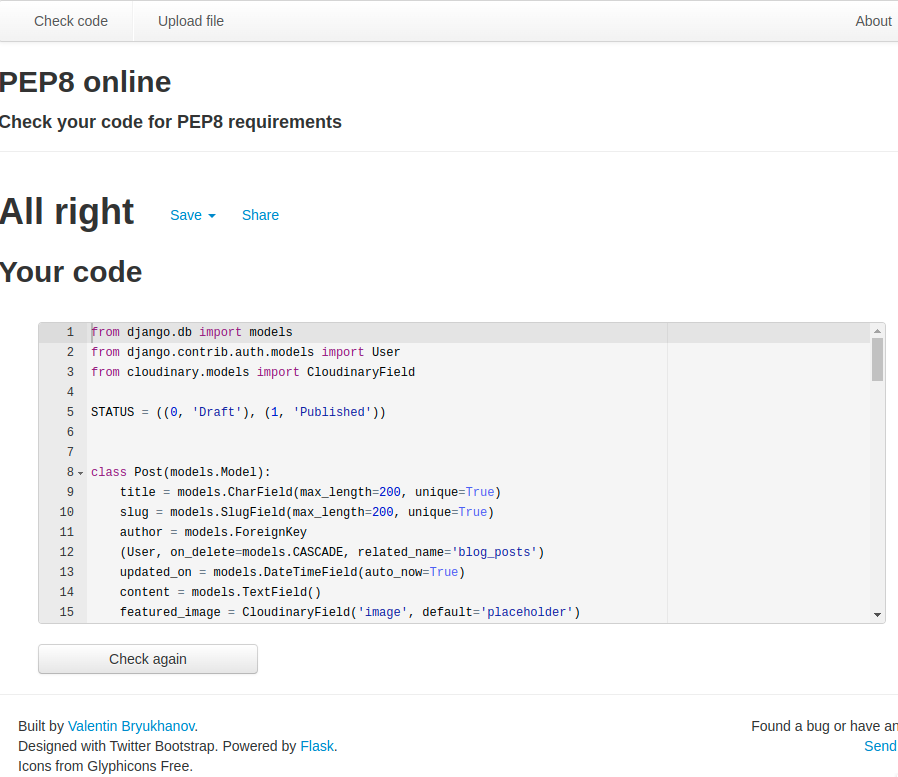 Check code Upload file About
PEP8 online
Check your code for PEP8 requirements
All right Save Share
Your code
1 from django.db import models
2 from django.contrib.auth.models import User
3 from cloudinary.models import CloudinaryField
4
5 STATUS = ((0, 'Draft'), (1, 'Published'))
6
7
8 class Post(models.Model):
9 title = models.CharField(max_length=200, unique=True)
10 slug = models.SlugField(max_length=200, unique=True)
11 author = models.ForeignKey
12 (User, on_delete=models.CASCADE, related_name='blog_posts')
13 updated_on = models.DateTimeField(auto_now=True)
14 content = models.TextField()
15 featured_image = CloudinaryField('image', default='placeholder')
Check again
Built by Valentin Bryukhanov. Found a bug or have an
Designed with Twitter Bootstrap. Powered by Flask. Send
Icons from Glyphicons Free.